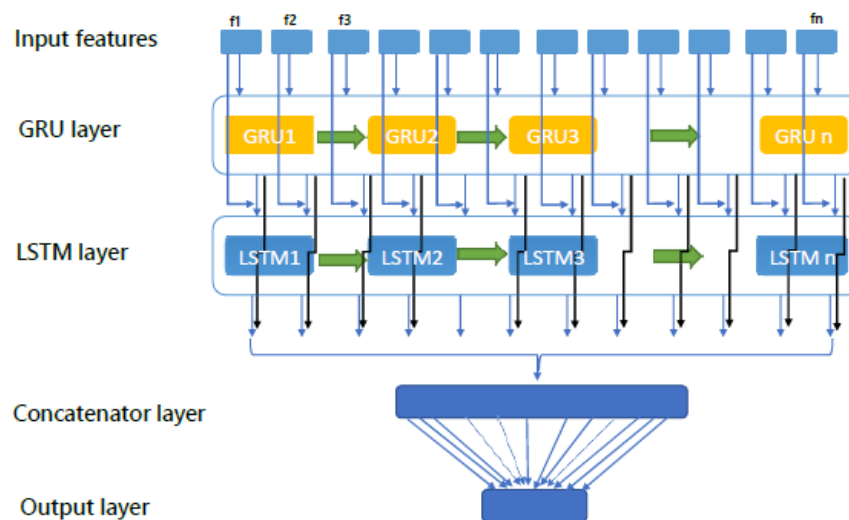 f1 f2 f3 fn
Input features
GRU layer
GRU1 GRU2 GRU3 GRU n
LSTM layer
LSTM1 LSTM2 LSTM3 LSTM n
Concatenator layer
Output layer